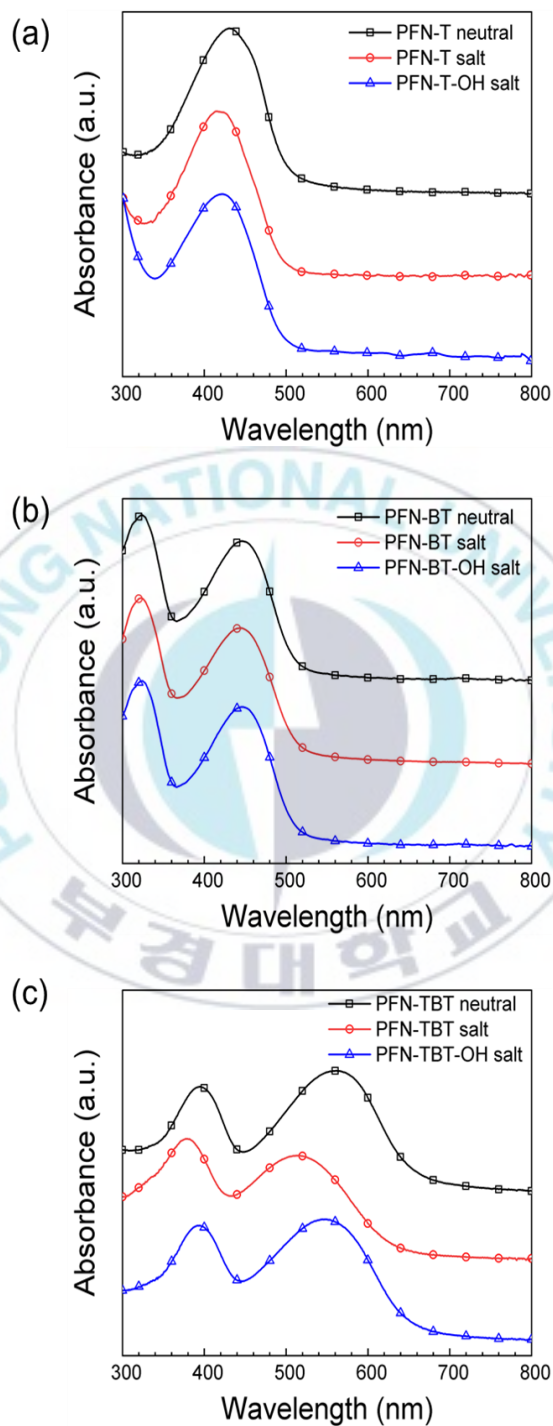 (a)
PFN-T neutral
PFN-T salt
PFN-T-OH salt
Absorbance (a.u.)
300 400 500 600 700 800
Wavelength (nm)
(b)
PFN-BT neutral
PFN-BT salt
PFN-BT-OH salt
Absorbance (a.u.)
300 400 500 600 700 800
Wavelength (nm)
NATIONAL
부경대학교
(c)
PFN-TBT neutral
PFN-TBT salt
PFN-TBT-OH salt
Absorbance (a.u.)
300 400 500 600 700 800
Wavelength (nm)